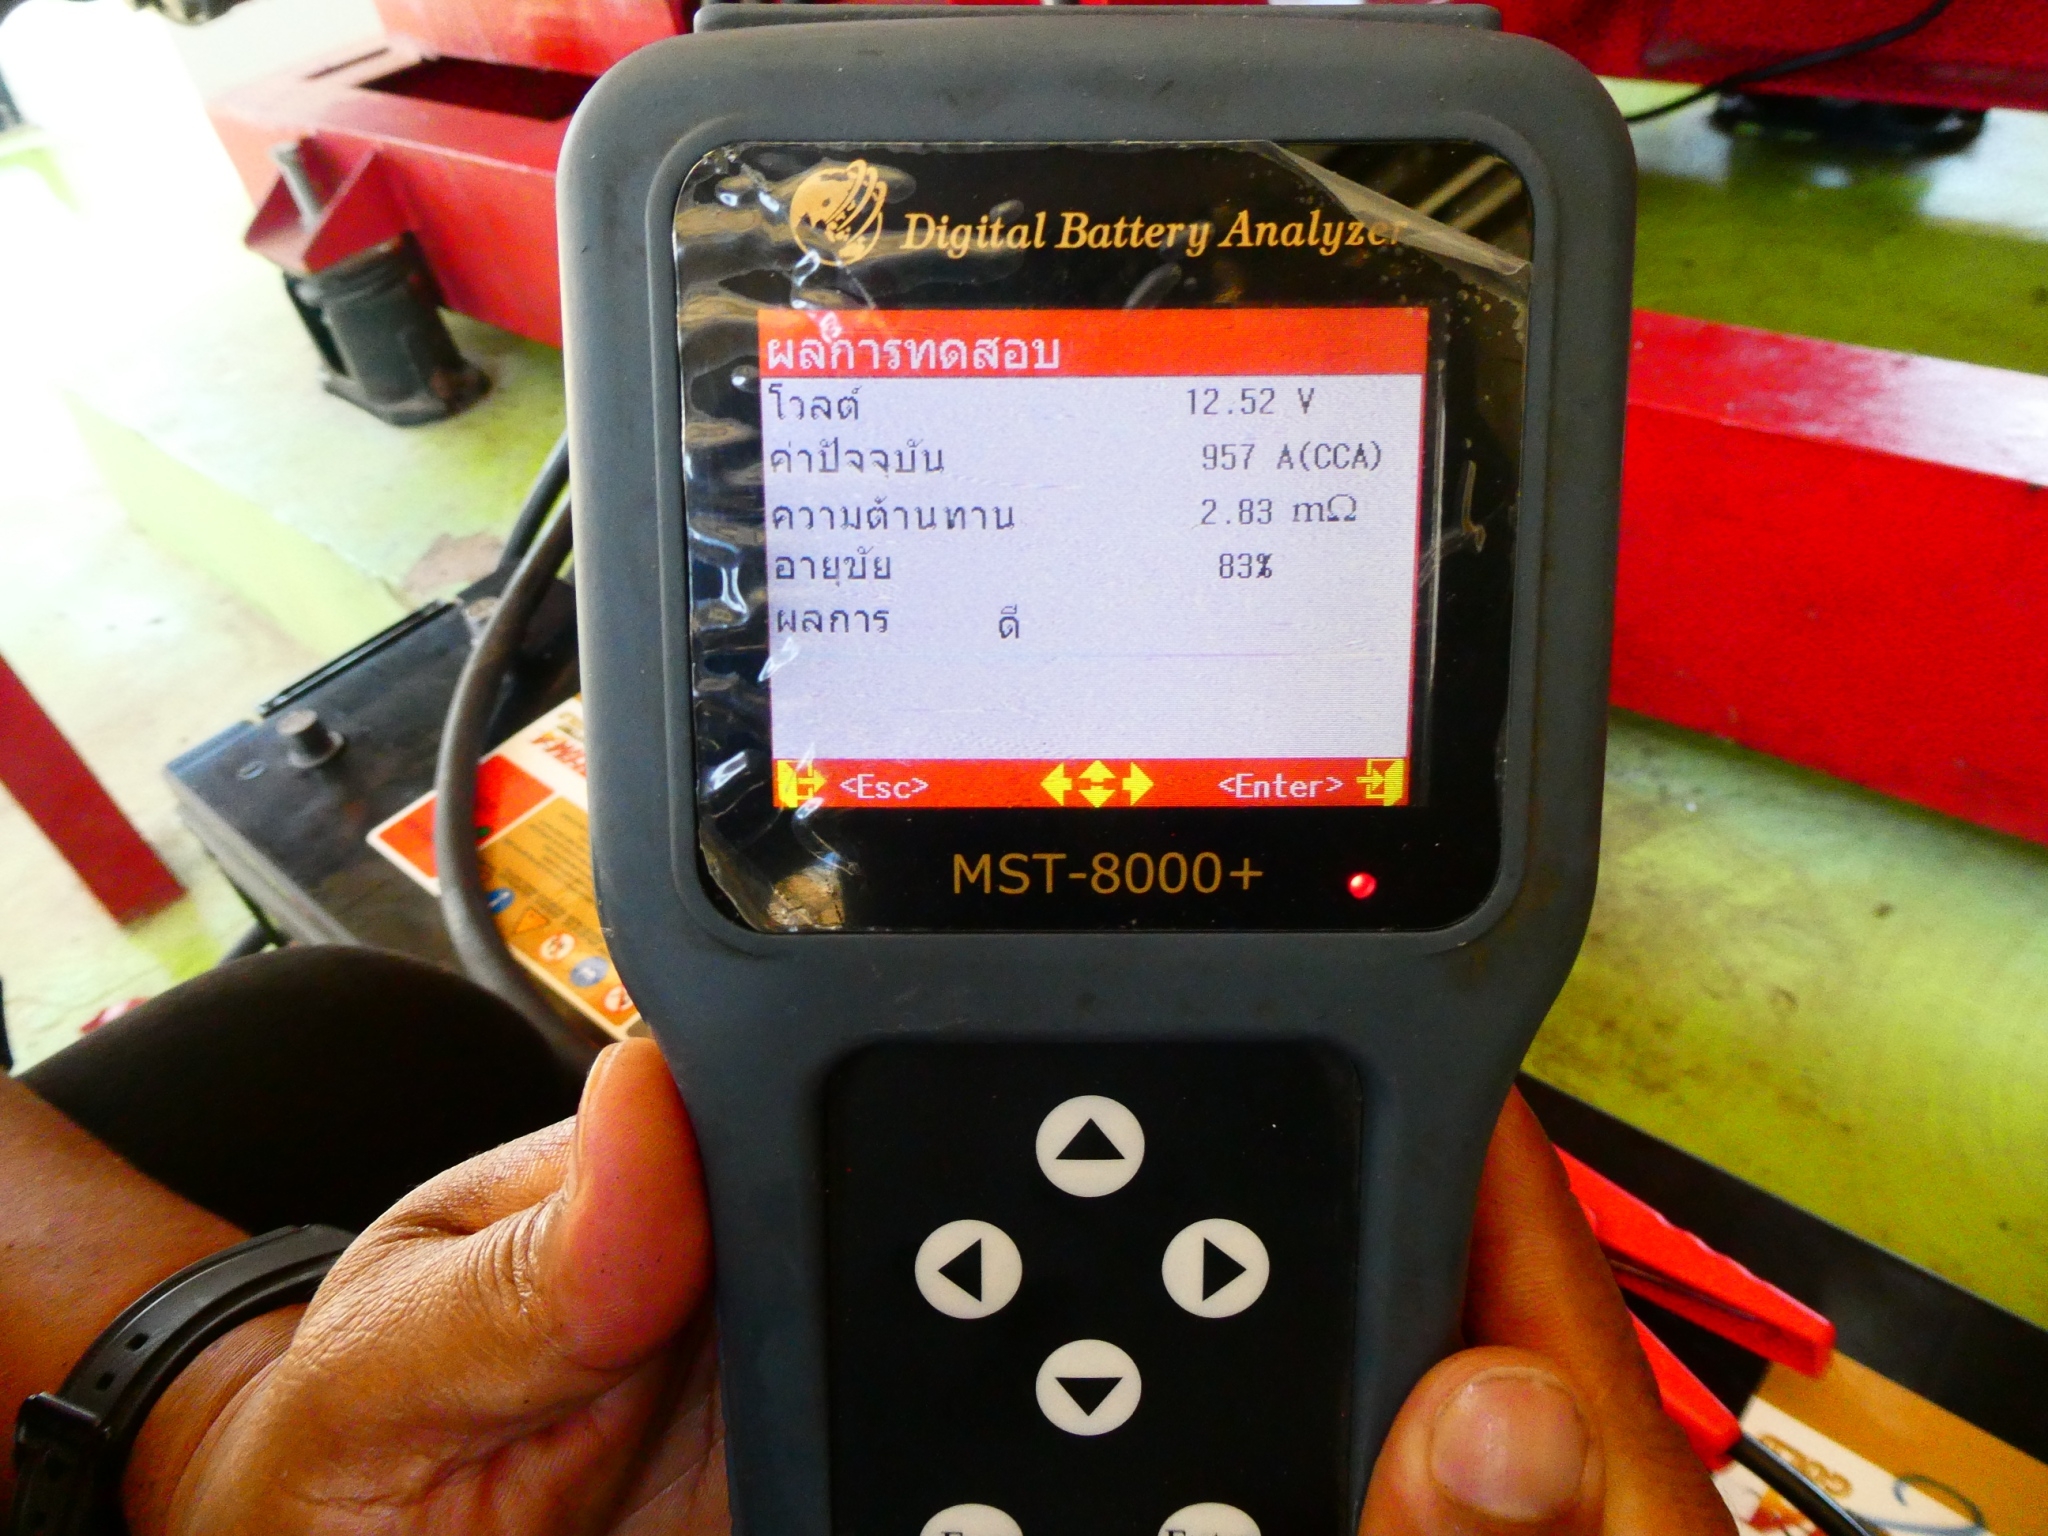 Digital Battery Analyzer
ผลการทดสอบ
โวลต์ 12.52 V
ค่าปัจจุบัน 957 A(CCA)
ความต้านทาน 2.83 mΩ
อายุขัย 83%
ผลการ ดี
<Esc> <Enter>
MST-8000+